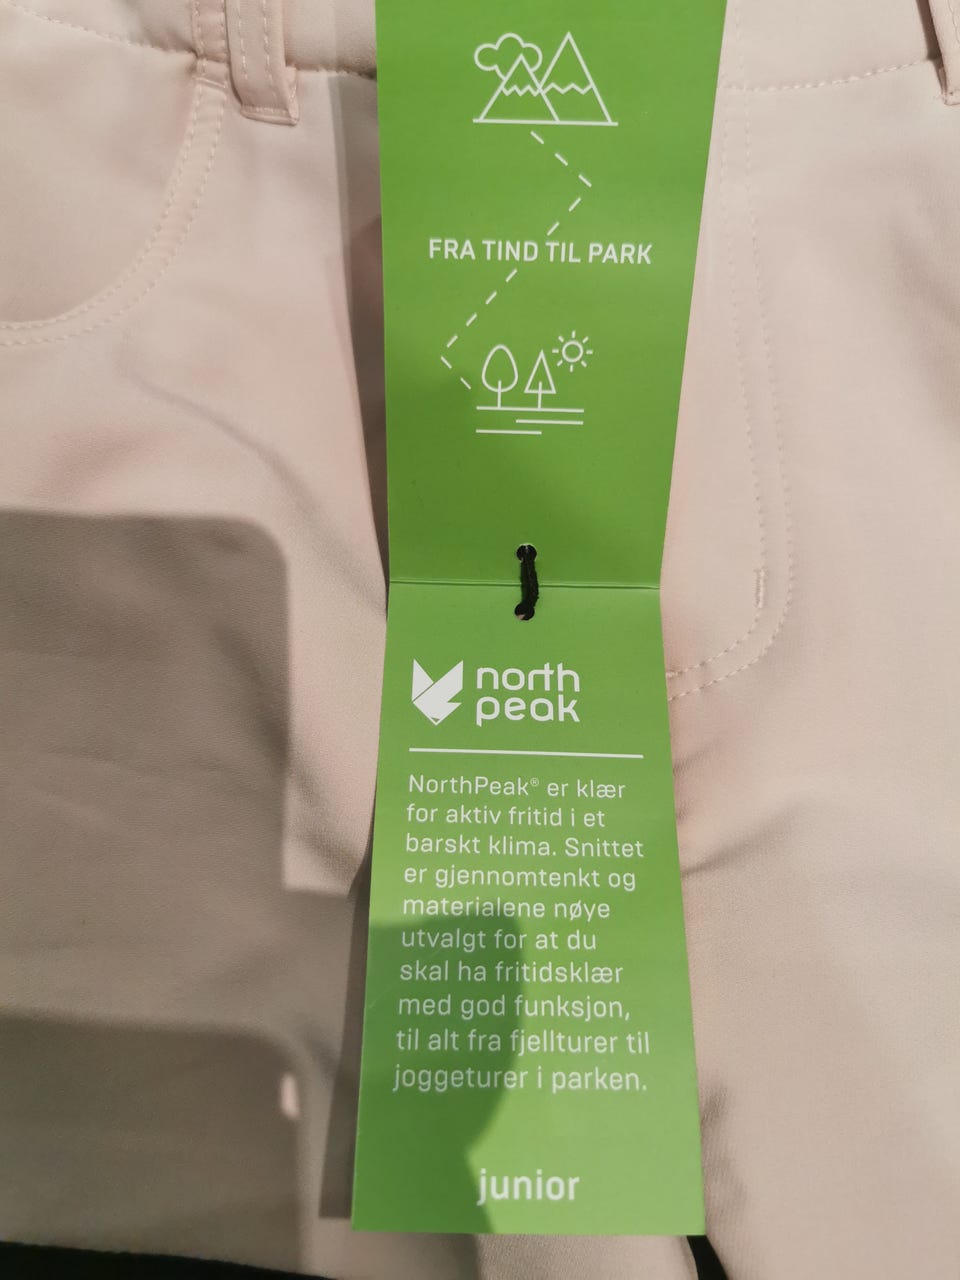 FRA TIND TIL PARK
north
peak
NorthPeak® er klær
for aktiv fritid i et
barskt klima. Snittet
er gjennomtenkt og
materialene nøye
utvalgt for at du
skal ha fritidsklær
med god funksjon,
til alt fra fjellturer til
joggeturer i parken.
junior